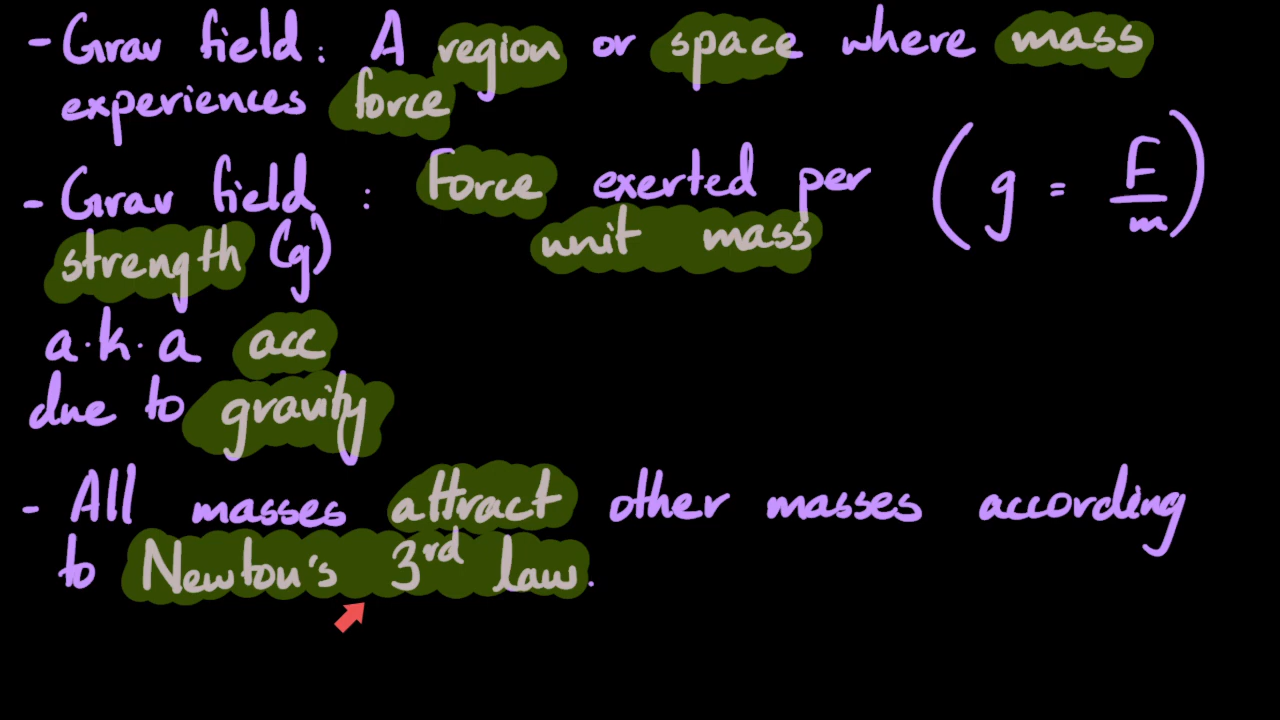 - Grav field: A region or space where mass
experiences force
- Grav field : Force exerted per (g = F/m)
strength (g) unit mass
a.k.a acc
due to gravity
- All masses attract other masses according
to Newton's 3rd law.